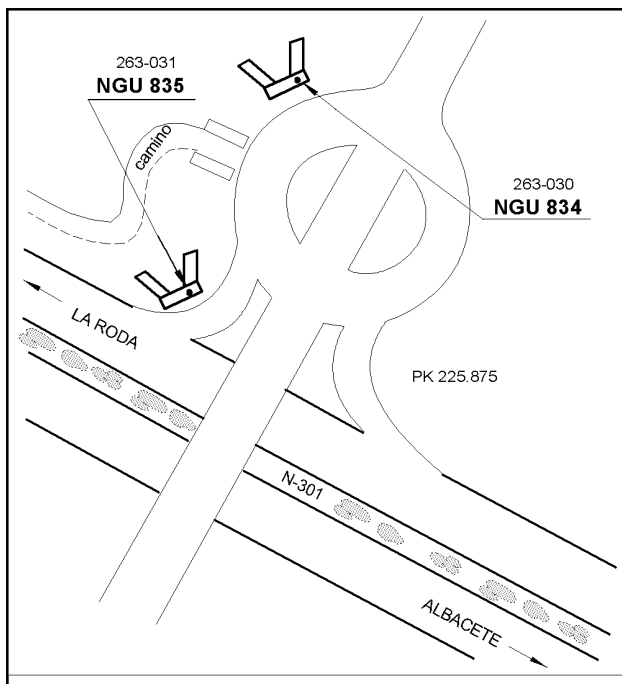 263-031
NGU 835
camino
263-030
NGU 834
LA RODA
PK 225.875
N-301
ALBACETE